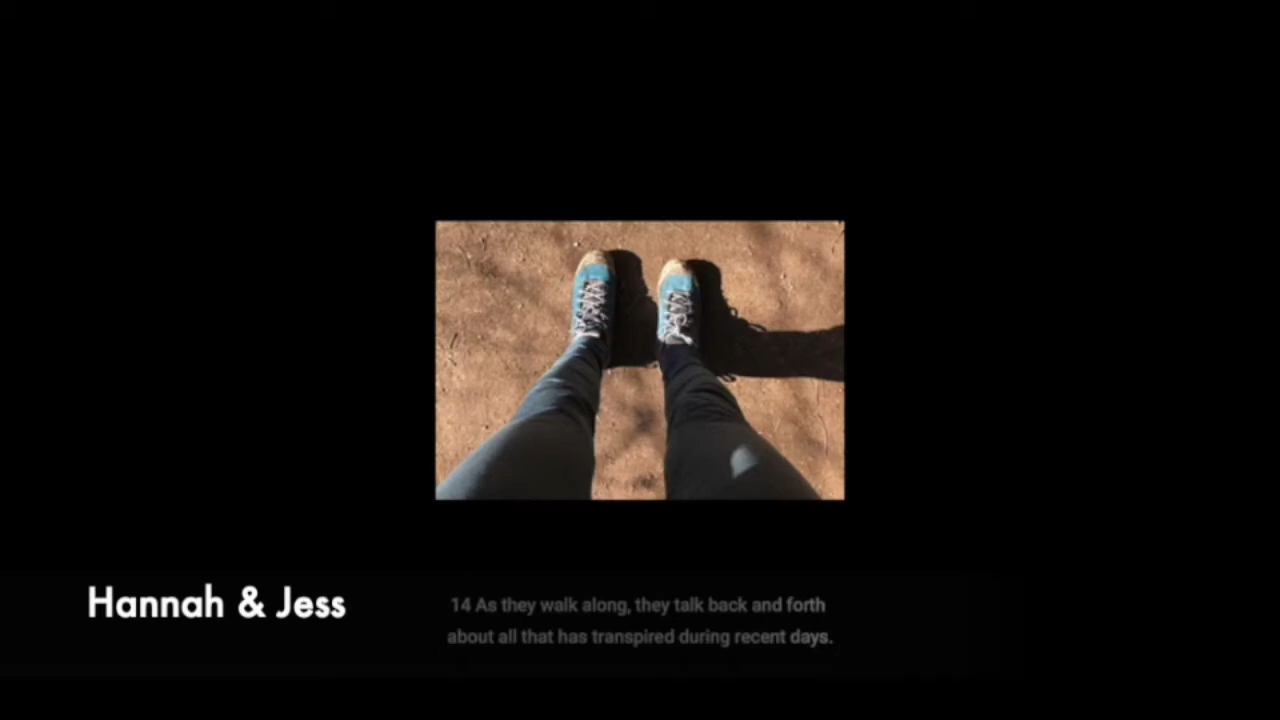 Hannah & Jess
14 As they walk along, they talk back and forth
about all that has transpired during recent days.